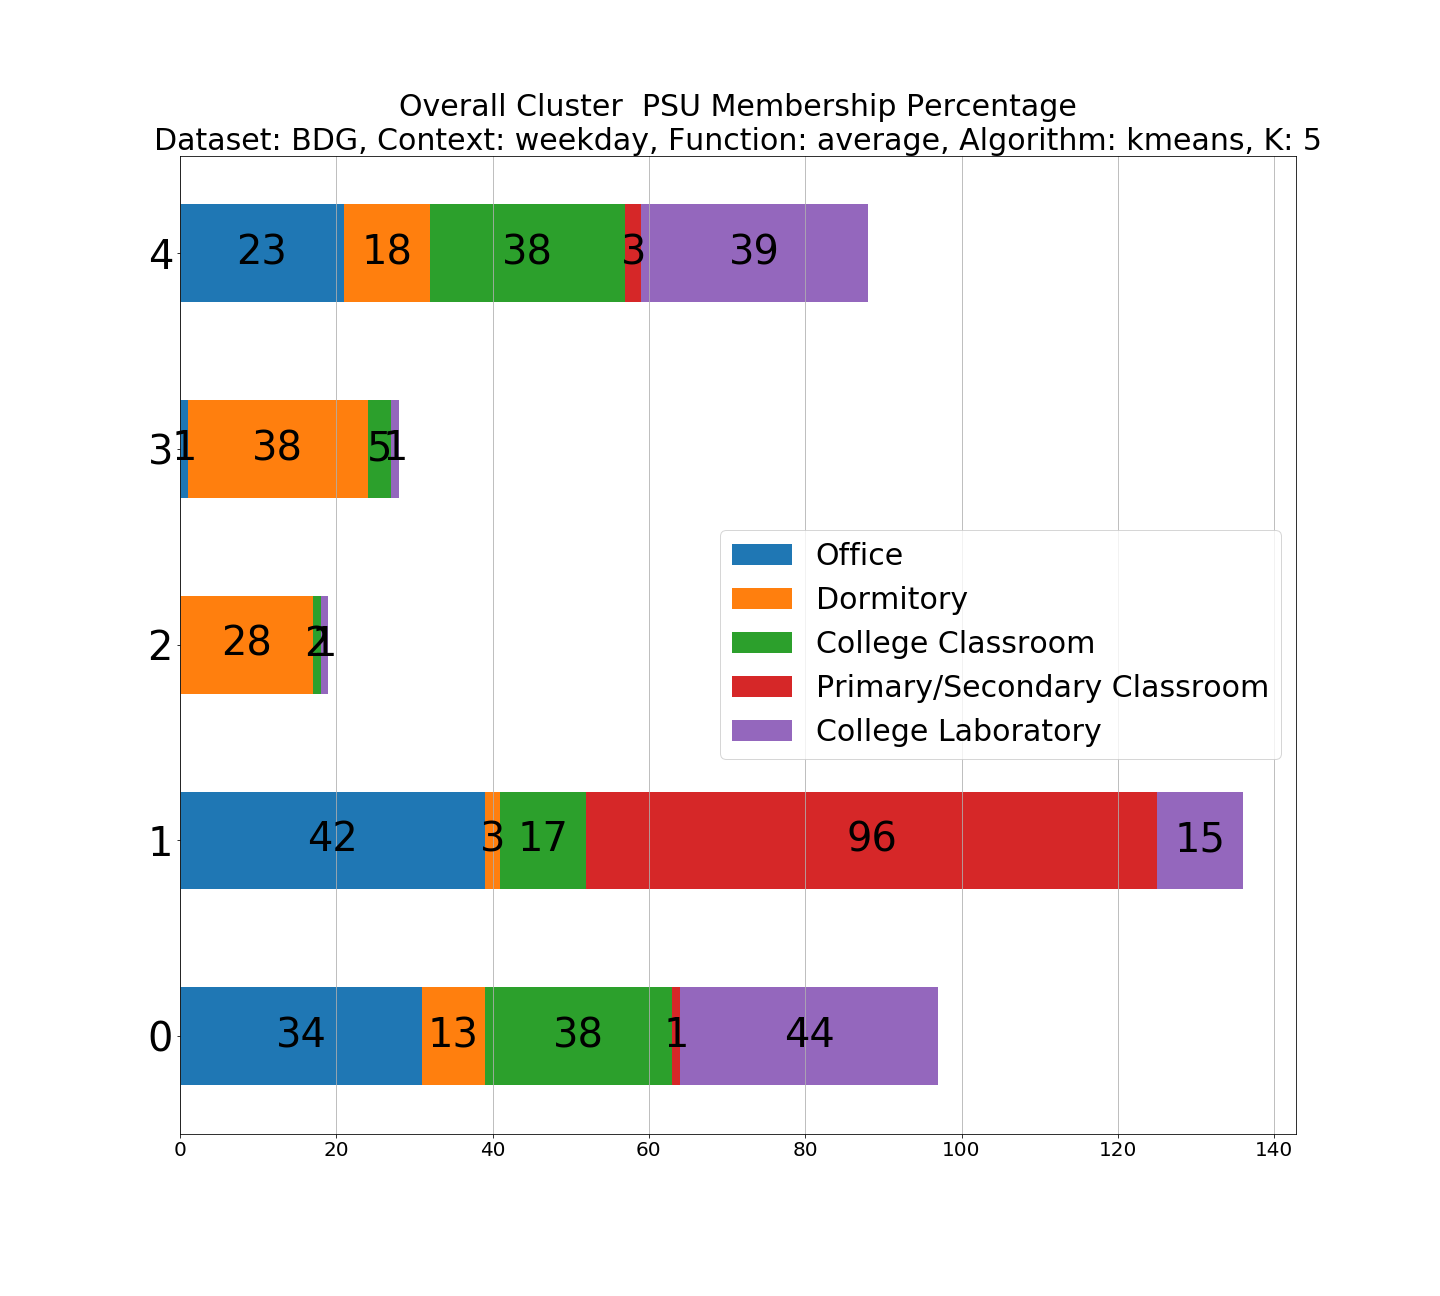 Overall Cluster  PSU Membership Percentage
Dataset: BDG, Context: weekday, Function: average, Algorithm: kmeans, K: 5
4 23 18 38 3 39
3 1 38 5 1
2 28 2 1
Office
Dormitory
College Classroom
Primary/Secondary Classroom
College Laboratory
1 42 3 17 96 15
0 34 13 38 1 44
0 20 40 60 80 100 120 140